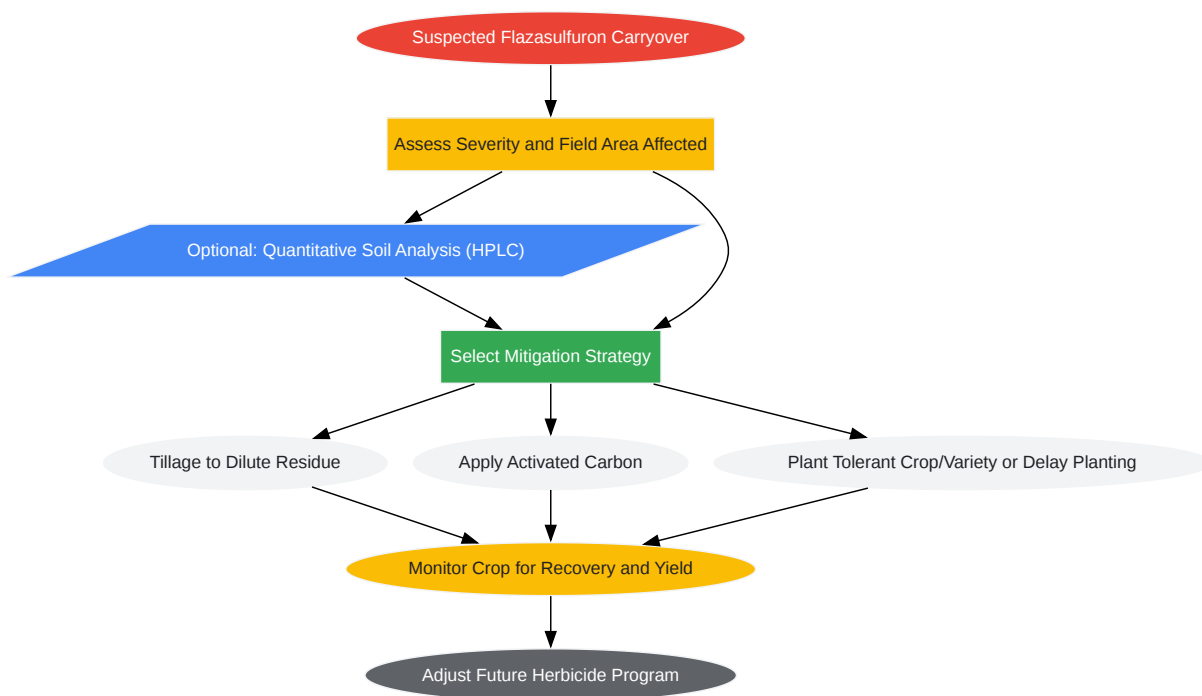 Suspected Flazasulfuron Carryover
Assess Severity and Field Area Affected
Optional: Quantitative Soil Analysis (HPLC)
Select Mitigation Strategy
Tillage to Dilute Residue
Apply Activated Carbon
Plant Tolerant Crop/Variety or Delay Planting
Monitor Crop for Recovery and Yield
Adjust Future Herbicide Program